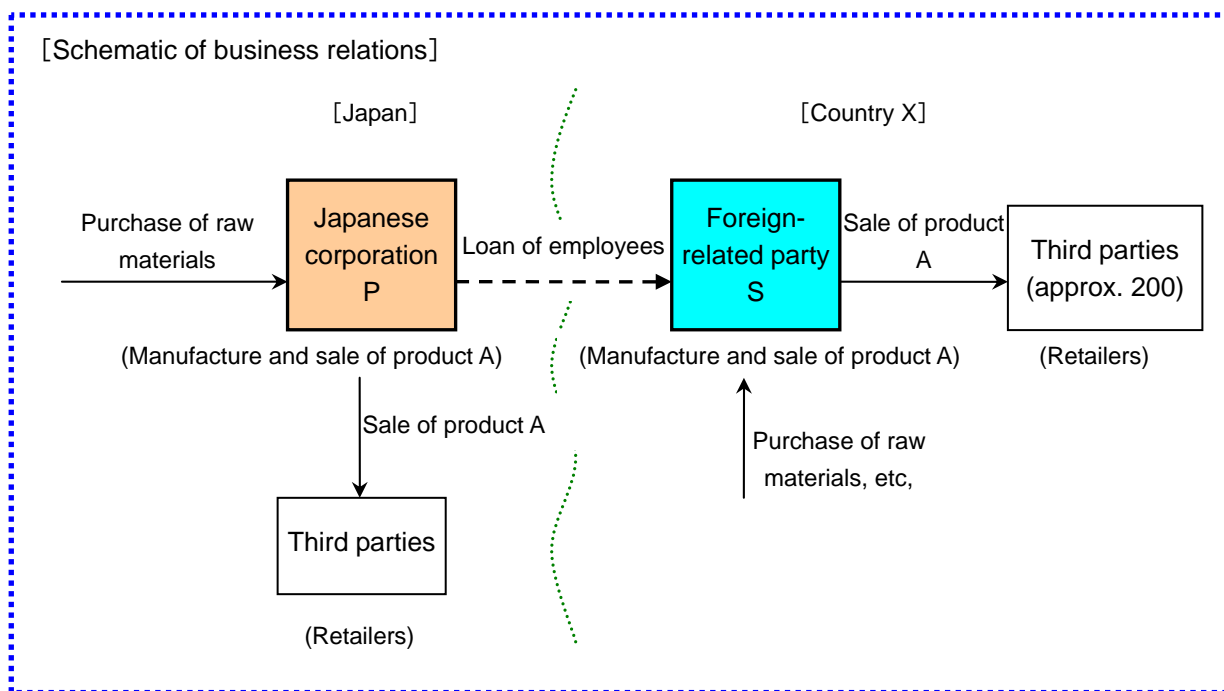 ［Schematic of business relations］
［Japan］
［Country X］
Purchase of raw
materials
Japanese
corporation
P
Loan of employees
Foreign-
related party
S
Sale of product
A
Third parties
(approx. 200)
(Manufacture and sale of product A)
(Manufacture and sale of product A)
(Retailers)
Sale of product A
Purchase of raw
materials, etc,
Third parties
(Retailers)